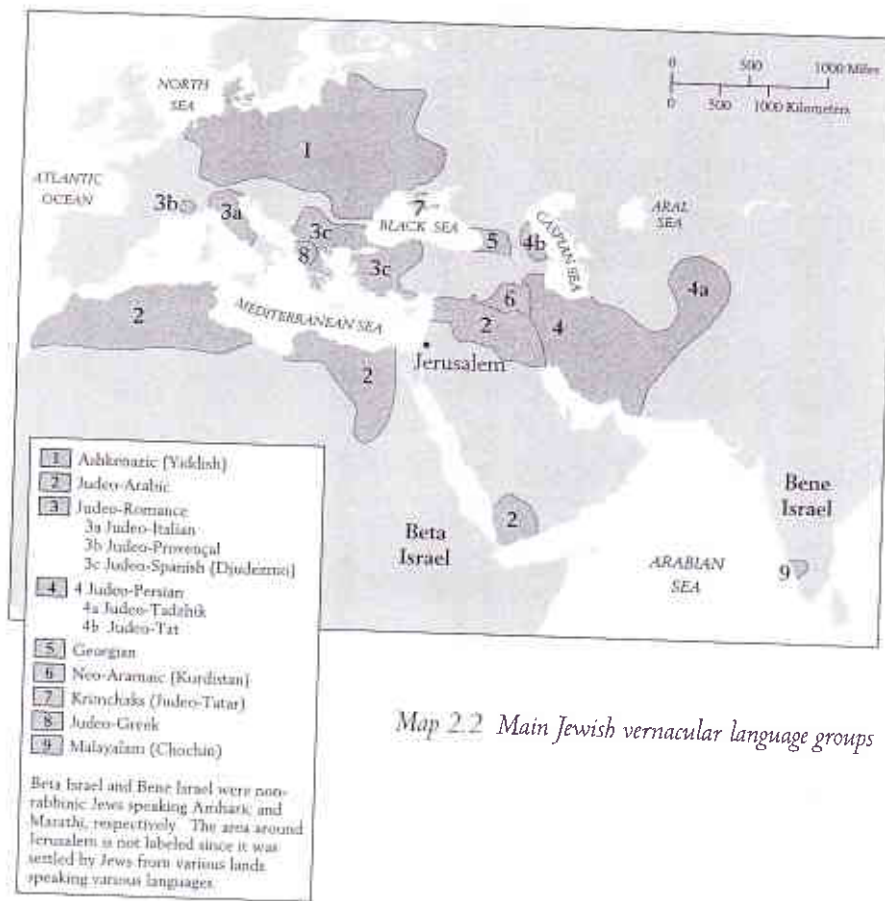 0 500 1000 Miles
0 500 1000 Kilometers
NORTH
SEA
1
ATLANTIC
OCEAN
3b
3a
7
BLACK SEA
3c
8
3c
5
4b
CASPIAN SEA
ARAL
SEA
4a
6
2
4
2
MEDITERRANEAN SEA
Jerusalem
2
2
Beta
Israel
ARABIAN
SEA
Bene
Israel
9
1 Ashkenazic (Yiddish)
2 Judeo-Arabic
3 Judeo-Romance
3a Judeo-Italian
3b Judeo-Provençal
3c Judeo-Spanish (Djudezmo)
4 4 Judeo-Persian
4a Judeo-Tadzhik
4b Judeo-Tat
5 Georgian
6 Neo-Aramaic (Kurdistan)
7 Krimchaks (Judeo-Tatar)
8 Judeo-Greek
9 Malayalam (Chochin)
Beta Israel and Bene Israel were non-
rabbinic Jews speaking Amharic and
Marathi, respectively. The area around
Jerusalem is not labeled since it was
settled by Jews from various lands
speaking various languages.
Map 2.2 Main Jewish vernacular language groups